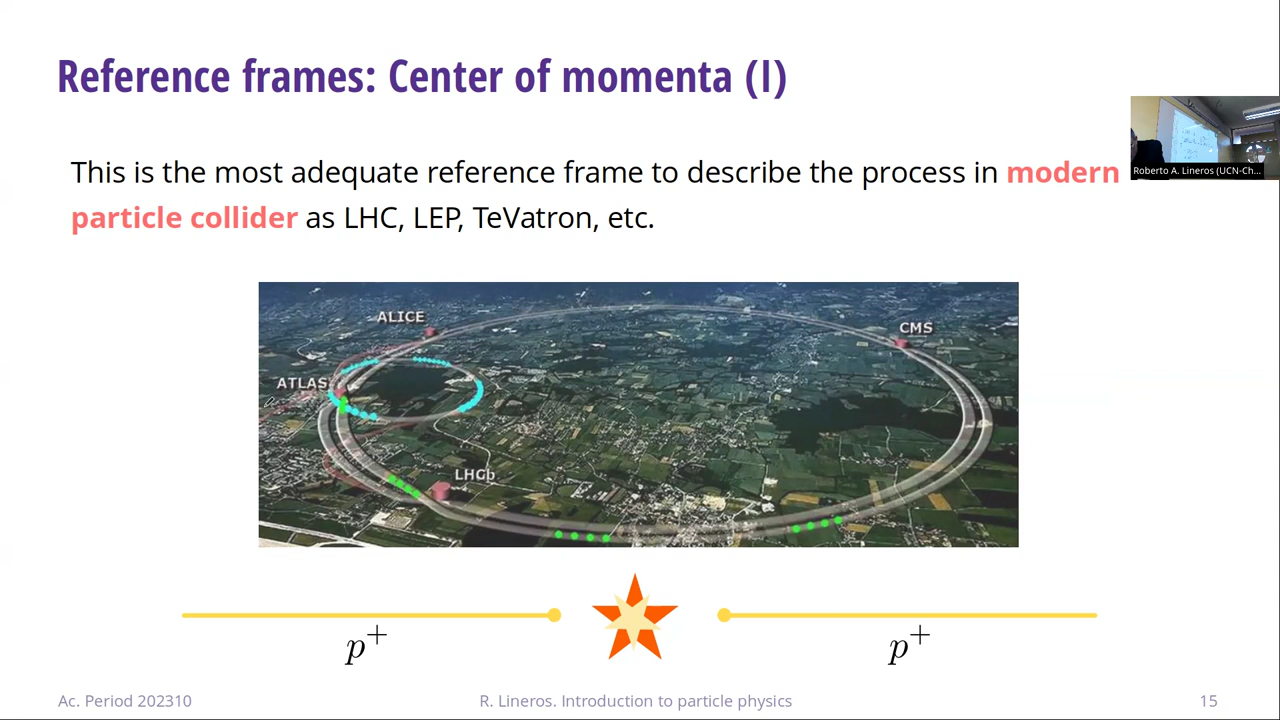 Reference frames: Center of momenta (I)
This is the most adequate reference frame to describe the process in modern
particle collider as LHC, LEP, TeVatron, etc.
Roberto A. Lineros (UCN-Ch...
ALICE
CMS
ATLAS
LHCb
p+
p+
Ac. Period 202310
R. Lineros. Introduction to particle physics
15